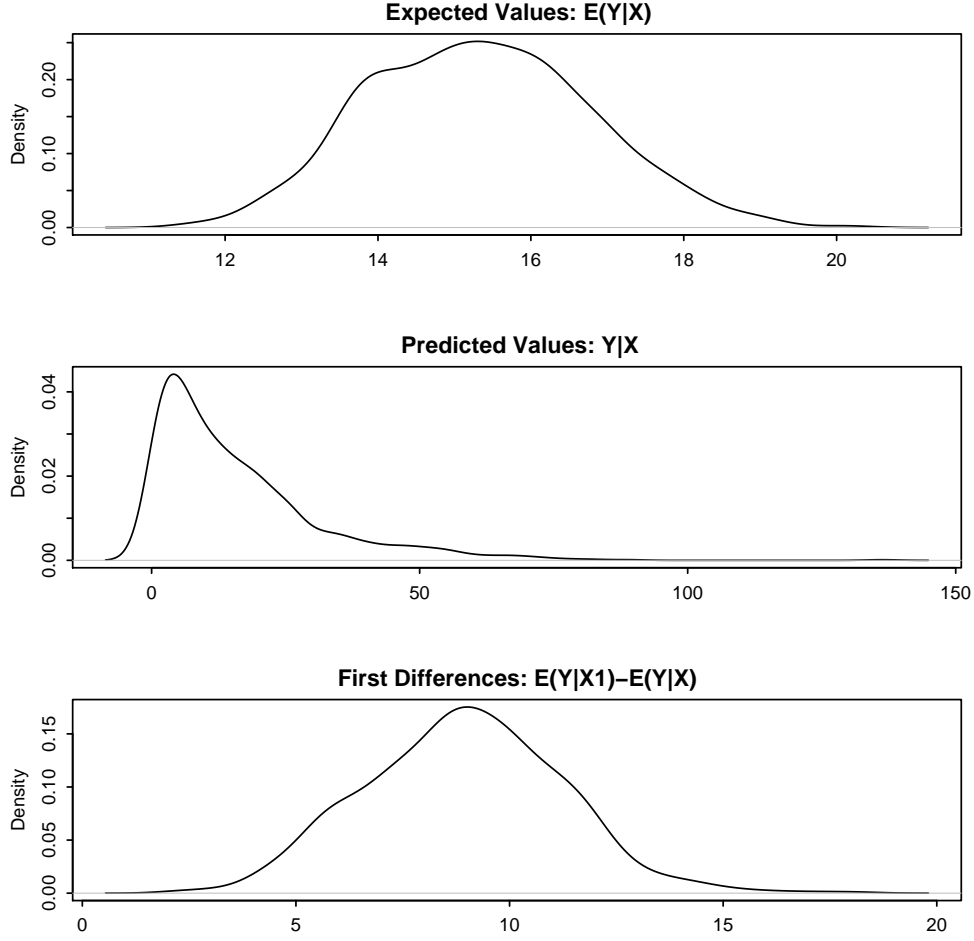 Expected Values: E(Y|X)
Density
0.00
0.10
0.20
12 14 16 18 20
Predicted Values: Y|X
Density
0.00
0.02
0.04
0 50 100 150
First Differences: E(Y|X1)−E(Y|X)
Density
0.00
0.05
0.10
0.15
0 5 10 15 20